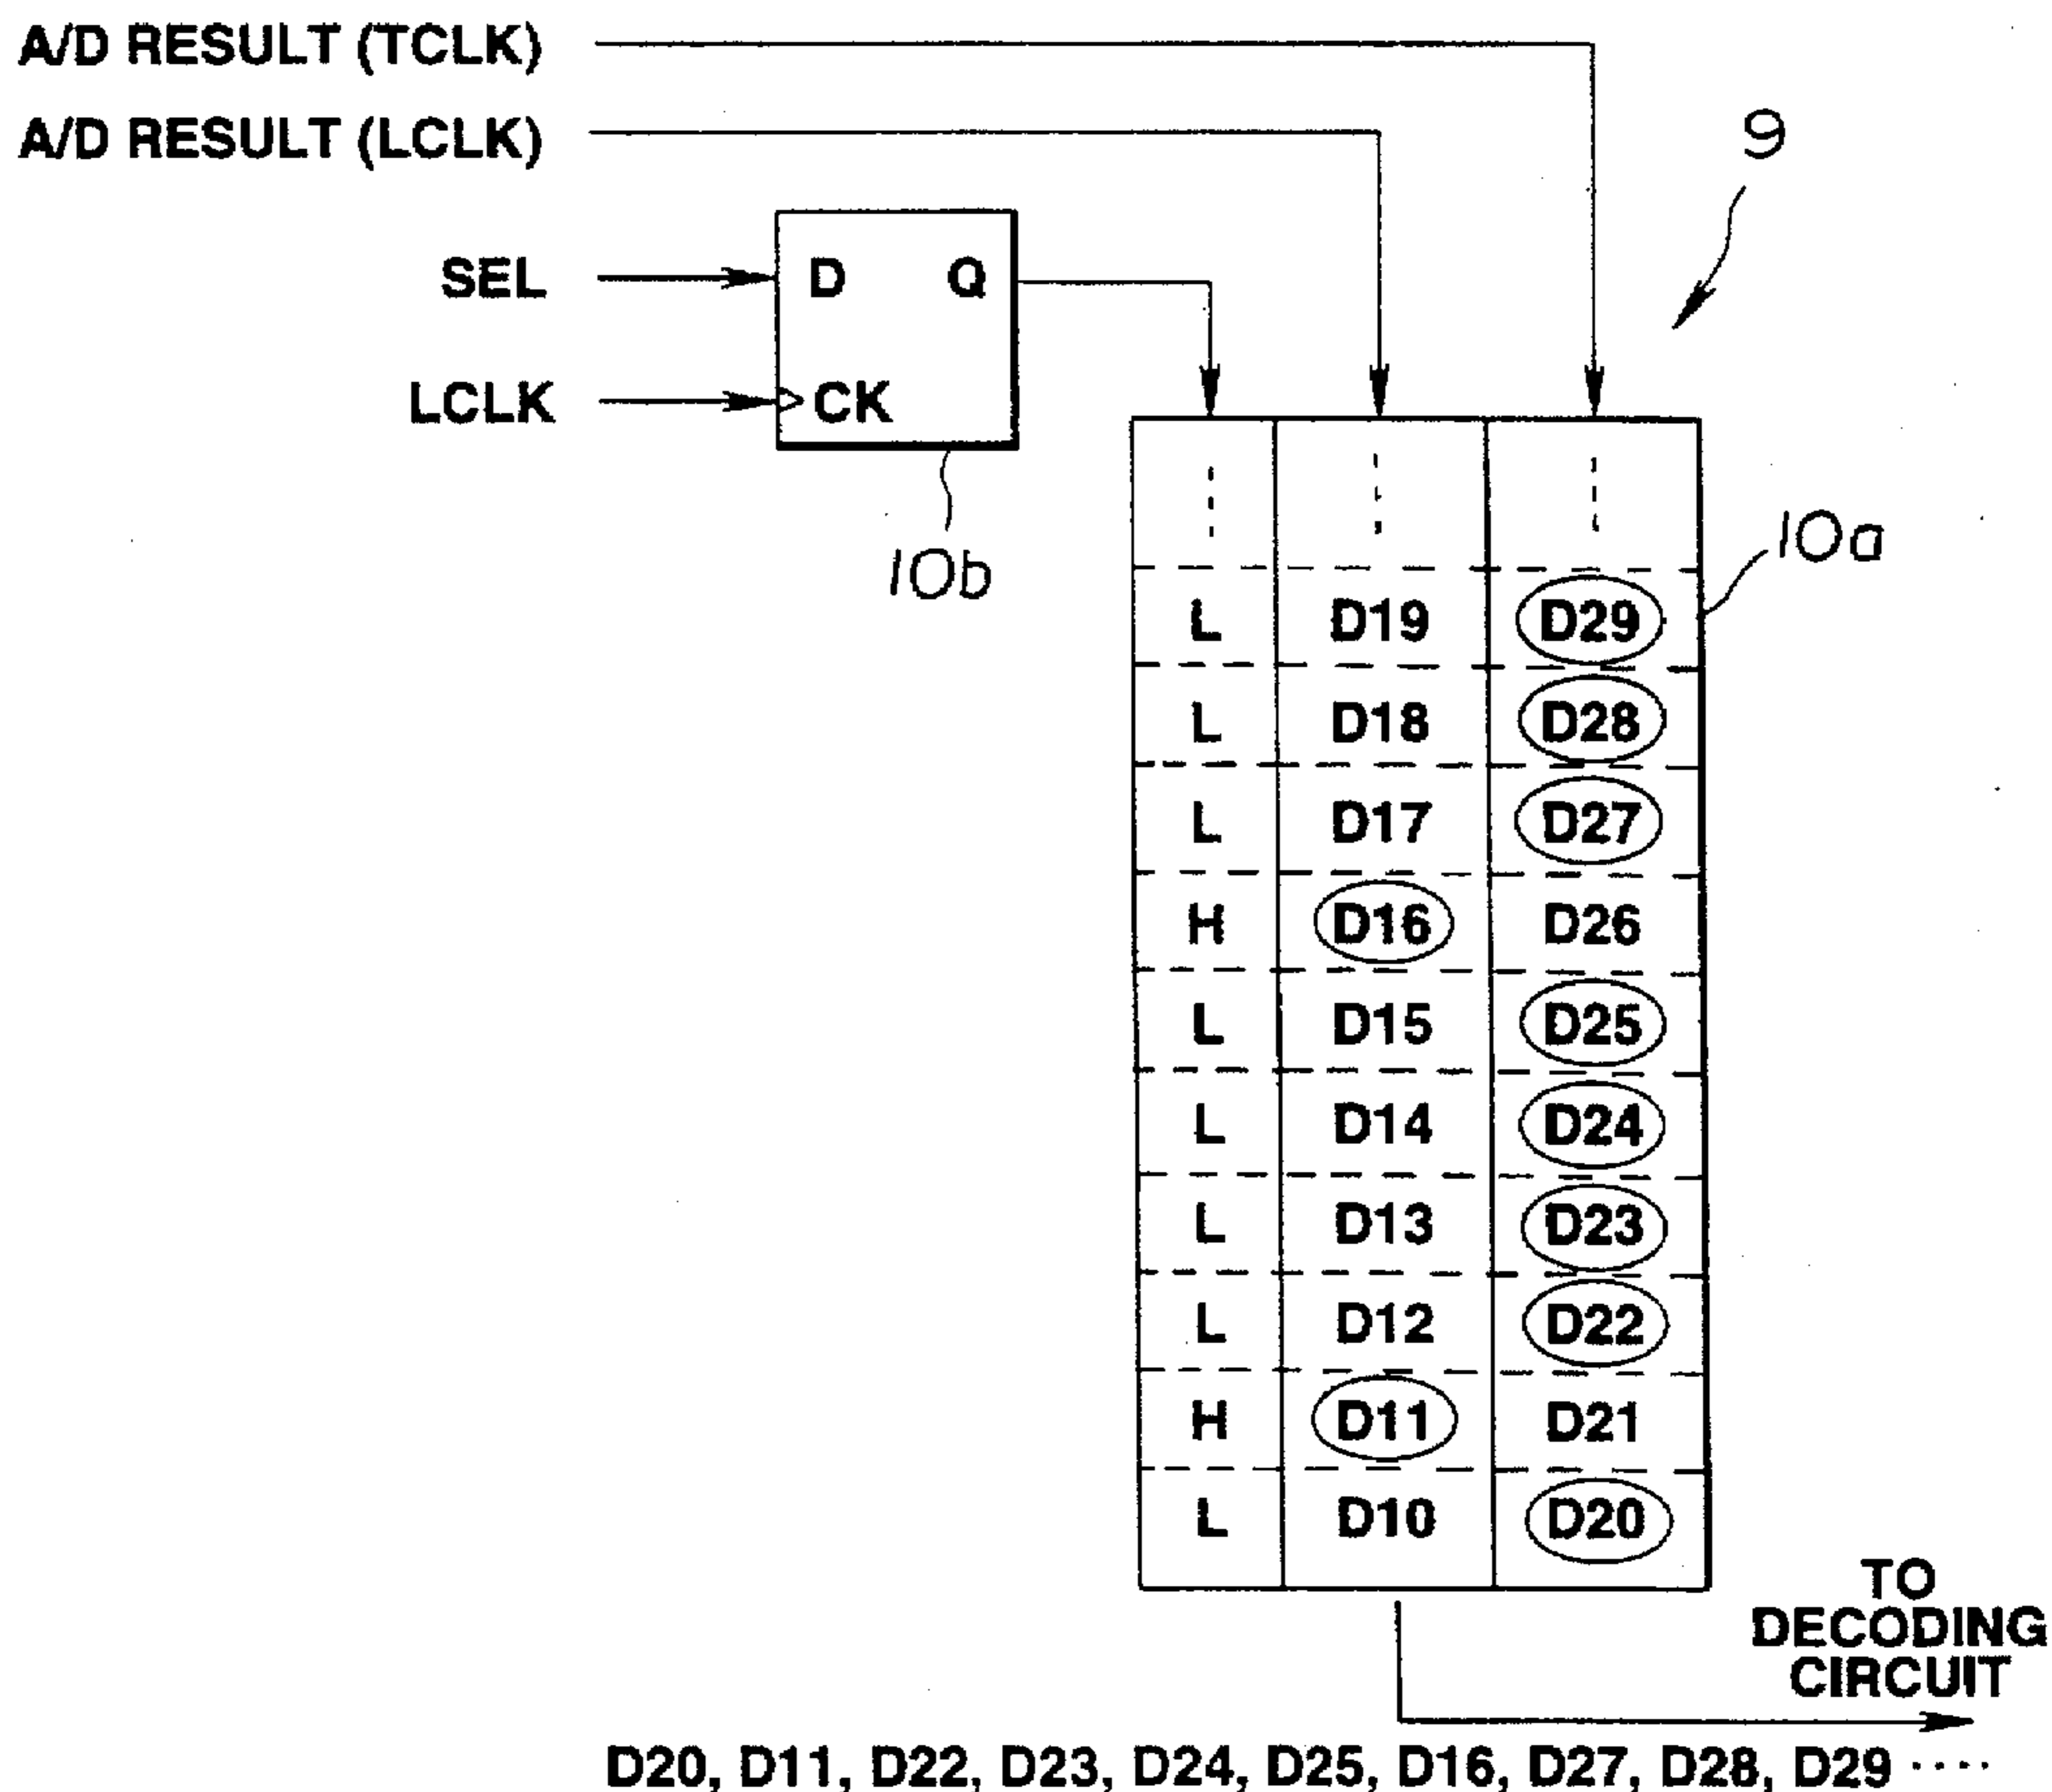 A/D RESULT (TCLK)
A/D RESULT (LCLK)
9
SEL
D Q
LCLK
CK
10b
10a
L D19 D29
L D18 D28
L D17 D27
H D16 D26
L D15 D25
L D14 D24
L D13 D23
L D12 D22
H D11 D21
L D10 D20
TO
DECODING
CIRCUIT
D20, D11, D22, D23, D24, D25, D16, D27, D28, D29 ····